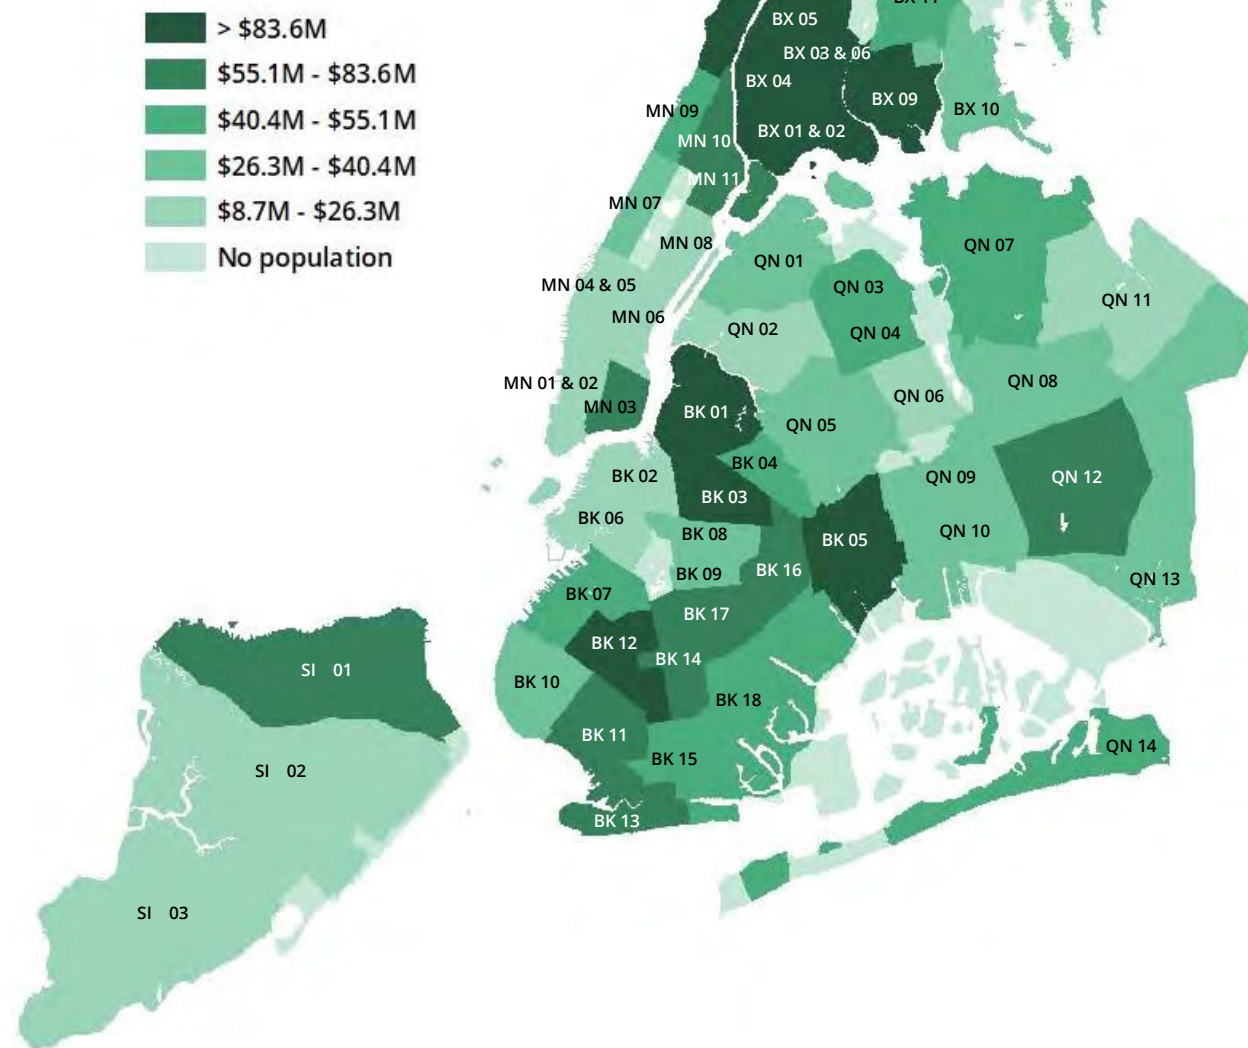 > $83.6M
$55.1M - $83.6M
$40.4M - $55.1M
$26.3M - $40.4M
$8.7M - $26.3M
No population
BX 11
BX 05
BX 03 & 06
BX 04
BX 09
BX 10
BX 01 & 02
MN 09
MN 10
MN 11
MN 07
MN 08
MN 04 & 05
MN 06
MN 01 & 02
MN 03
QN 07
QN 01
QN 03
QN 11
QN 02
QN 04
QN 08
QN 06
QN 05
BK 01
BK 04
BK 02
BK 03
QN 09
QN 12
BK 06
BK 08
BK 05
QN 10
BK 09
BK 16
QN 13
BK 07
BK 17
BK 12
BK 14
BK 10
BK 18
BK 11
BK 15
QN 14
BK 13
SI 01
SI 02
SI 03